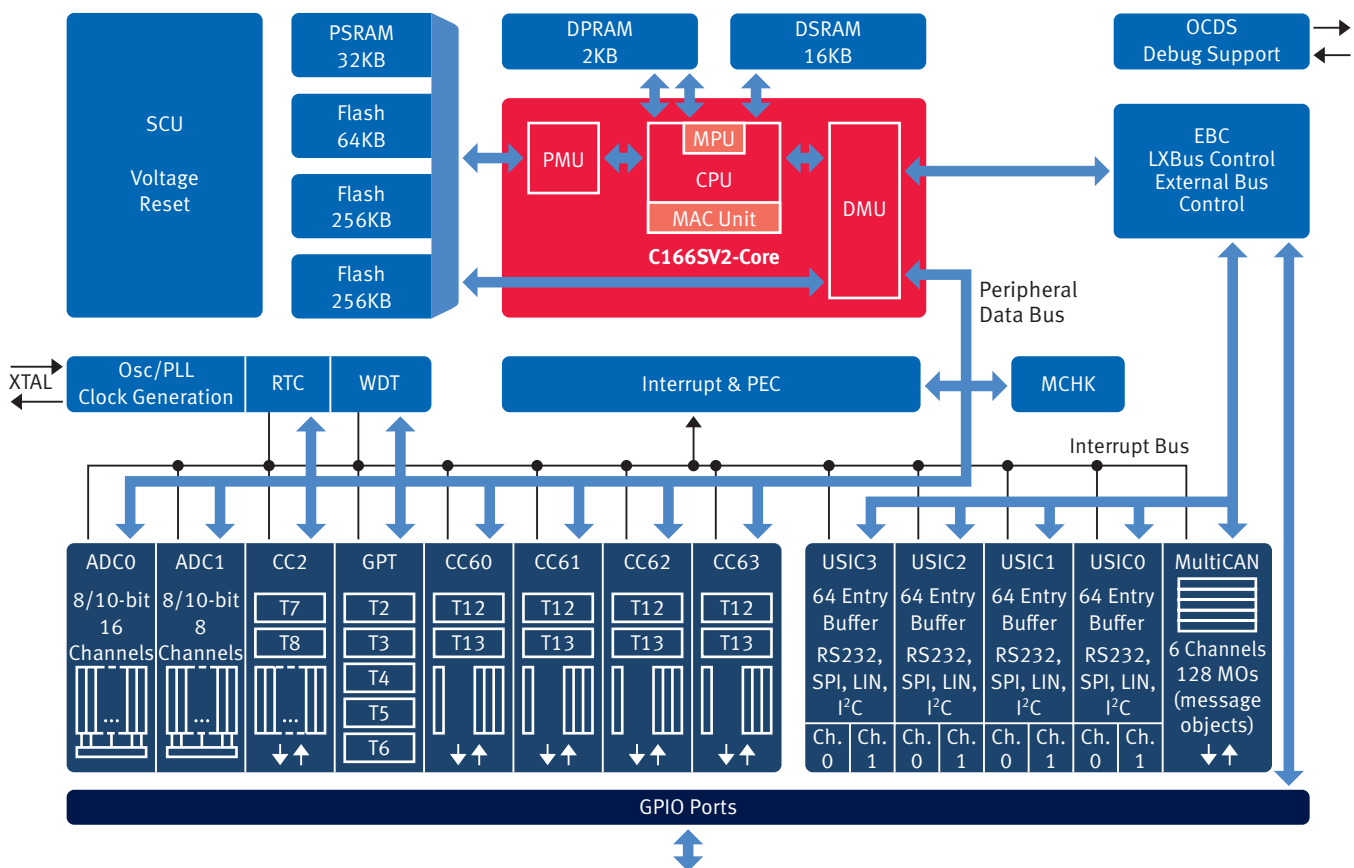 SCU
Voltage
Reset
PSRAM
32KB
Flash
64KB
Flash
256KB
Flash
256KB
DPRAM
2KB
DSRAM
16KB
OCDS
Debug Support
PMU
MPU
CPU
MAC Unit
DMU
C166SV2-Core
EBC
LXBus Control
External Bus
Control
Peripheral
Data Bus
XTAL
Osc/PLL
Clock Generation
RTC
WDT
Interrupt & PEC
MCHK
Interrupt Bus
ADC0
8/10-bit
16
Channels
...
ADC1
8/10-bit
8
Channels
...
CC2
T7
T8
...
GPT
T2
T3
T4
T5
T6
CC60
T12
T13
CC61
T12
T13
CC62
T12
T13
CC63
T12
T13
USIC3
64 Entry
Buffer
RS232,
SPI, LIN,
I²C
Ch.
0
Ch.
1
USIC2
64 Entry
Buffer
RS232,
SPI, LIN,
I²C
Ch.
0
Ch.
1
USIC1
64 Entry
Buffer
RS232,
SPI, LIN,
I²C
Ch.
0
Ch.
1
USIC0
64 Entry
Buffer
RS232,
SPI, LIN,
I²C
Ch.
0
Ch.
1
MultiCAN
6 Channels
128 MOs
(message
objects)
GPIO Ports